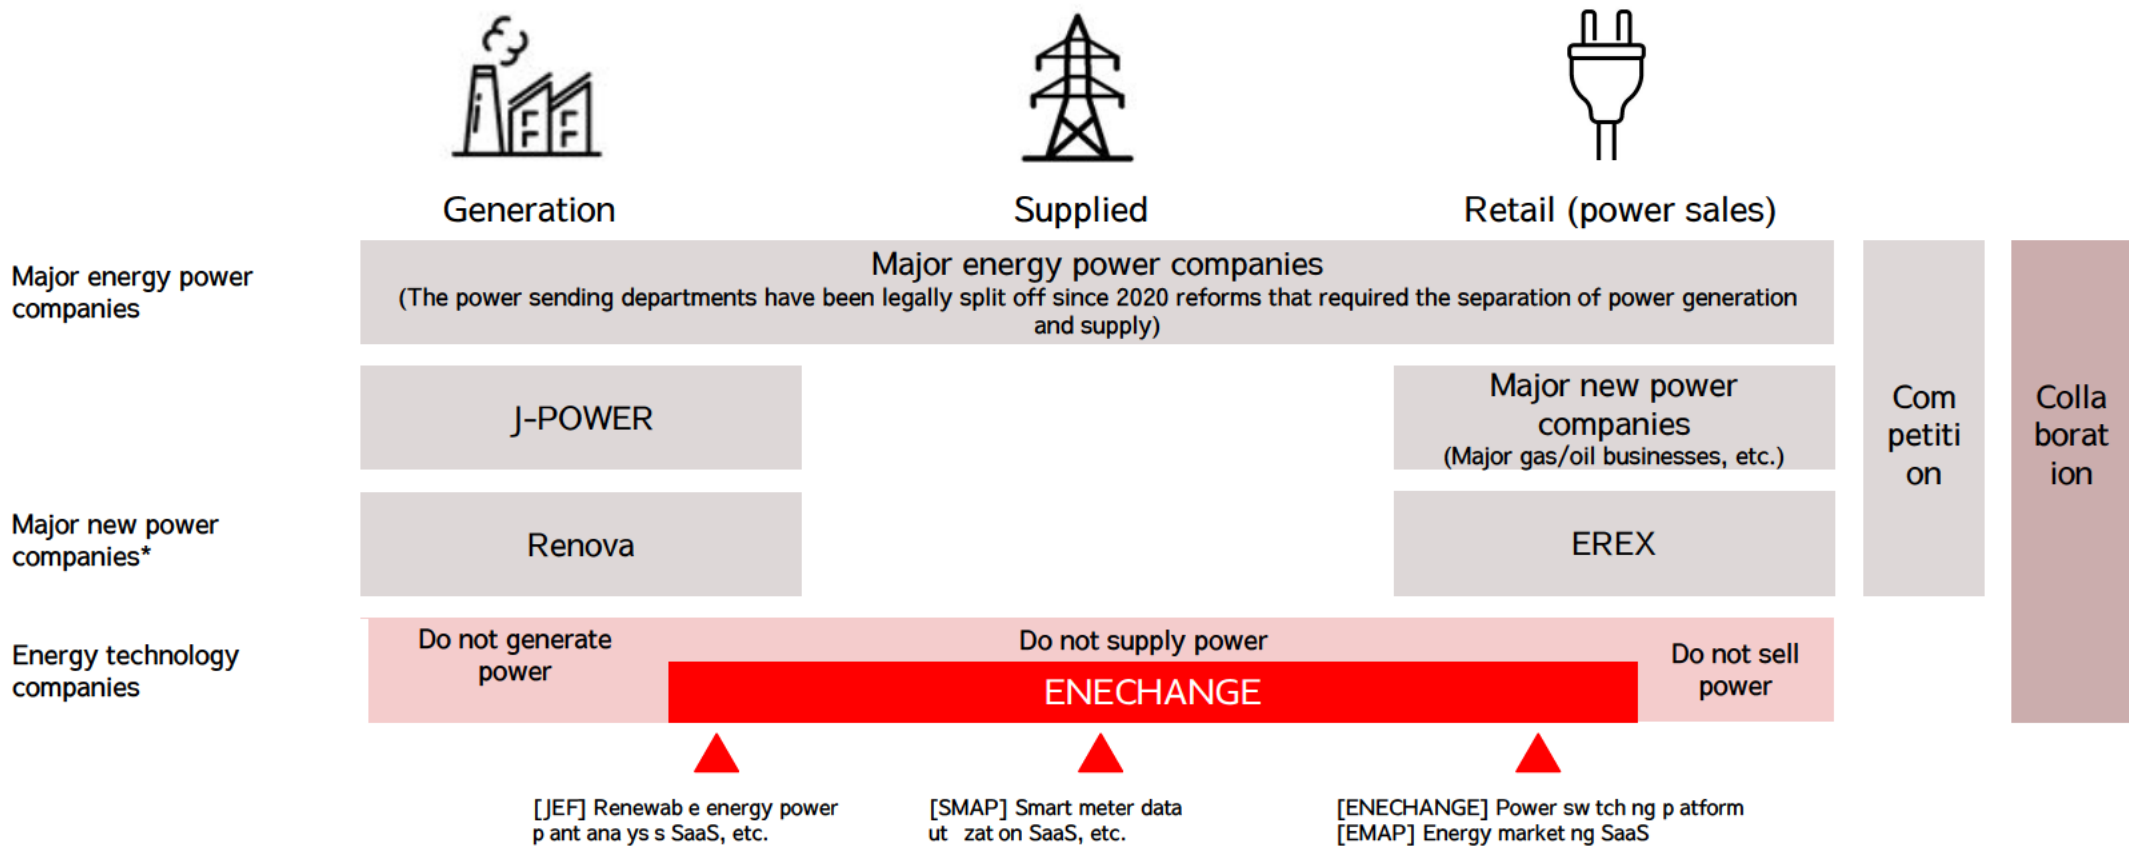 Generation
Supplied
Retail (power sales)
Major energy power
companies
Major energy power companies
(The power sending departments have been legally split off since 2020 reforms that required the separation of power generation
and supply)
J-POWER
Major new power
companies
(Major gas/oil businesses, etc.)
Com
petiti
on
Colla
borat
ion
Major new power
companies*
Renova
EREX
Energy technology
companies
Do not generate
power
Do not supply power
Do not sell
power
ENECHANGE
[JEF] Renewab e energy power
p ant ana ys s SaaS, etc.
[SMAP] Smart meter data
ut  zat on SaaS, etc.
[ENECHANGE] Power sw tch ng p atform
[EMAP] Energy market ng SaaS